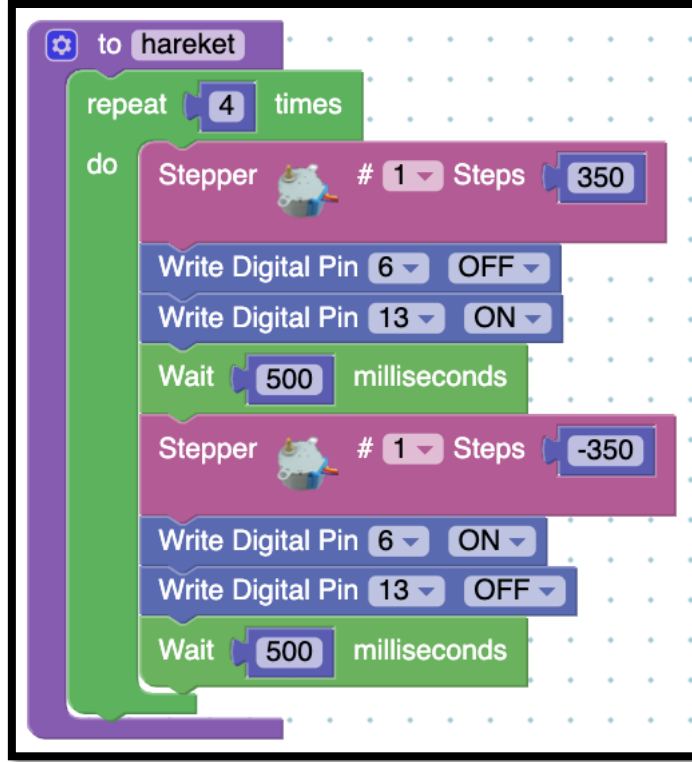 to hareket
repeat 4 times
do
Stepper # 1 Steps 350
Write Digital Pin 6 OFF
Write Digital Pin 13 ON
Wait 500 milliseconds
Stepper # 1 Steps -350
Write Digital Pin 6 ON
Write Digital Pin 13 OFF
Wait 500 milliseconds